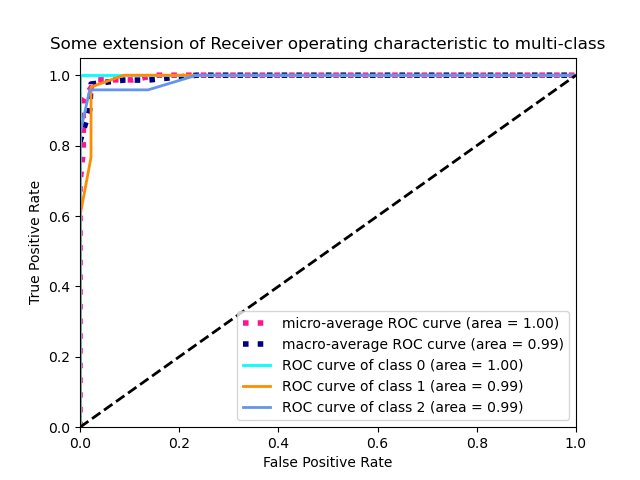 Some extension of Receiver operating characteristic to multi-class
1.0
0.8
0.6
0.4
0.2
0.0
True Positive Rate
micro-average ROC curve (area = 1.00)
macro-average ROC curve (area = 0.99)
ROC curve of class 0 (area = 1.00)
ROC curve of class 1 (area = 0.99)
ROC curve of class 2 (area = 0.99)
0.0 0.2 0.4 0.6 0.8 1.0
False Positive Rate